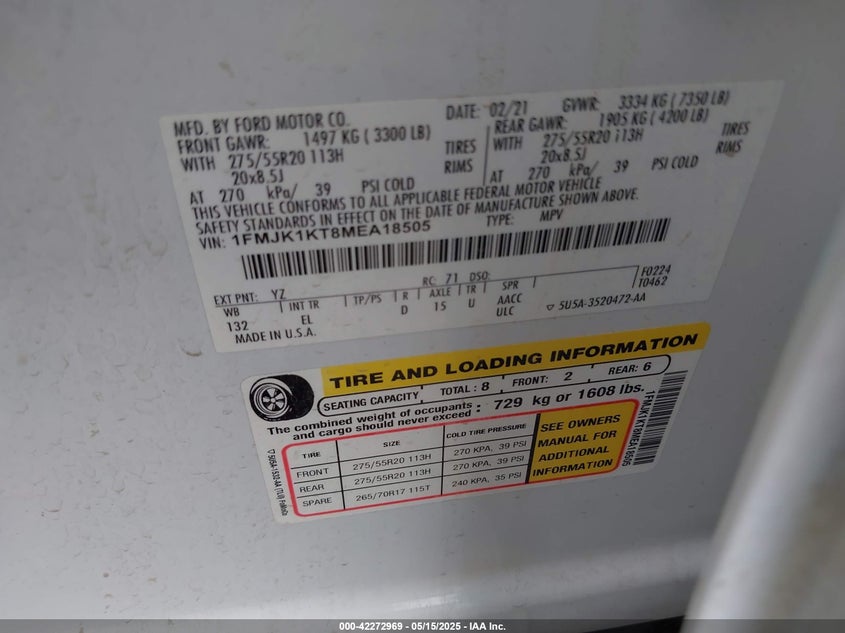 MFD. BY FORD MOTOR CO.
DATE: 02/21 GVWR: 3334 KG ( 7350 LB)
FRONT GAWR: 1497 KG ( 3300 LB)
REAR GAWR: 1905 KG ( 4200 LB)
WITH 275/55R20 113H TIRES
WITH 275/55R20 113H TIRES
20x8.5J RIMS
20x8.5J RIMS
AT 270 kPa/ 39 PSI COLD
AT 270 kPa/ 39 PSI COLD
THIS VEHICLE CONFORMS TO ALL APPLICABLE FEDERAL MOTOR VEHICLE
SAFETY STANDARDS IN EFFECT ON THE DATE OF MANUFACTURE SHOWN ABOVE.
VIN: 1FMJK1KT8MEA18505 TYPE: MPV
EXT PNT: YZ RC: 71 DSO: F0224
T0462
WB INT TR TP/PS R AXLE TR SPR
132 EL D 15 U AACC
ULC
5U5A-3520472-AA
MADE IN U.S.A.
TIRE AND LOADING INFORMATION
SEATING CAPACITY TOTAL : 8 FRONT: 2 REAR: 6
The combined weight of occupants and cargo should never exceed : 729 kg or 1608 lbs.
TIRE SIZE COLD TIRE PRESSURE
FRONT 275/55R20 113H 270 KPA, 39 PSI
REAR 275/55R20 113H 270 KPA, 39 PSI
SPARE 265/70R17 115T 240 KPA, 35 PSI
SEE OWNERS
MANUAL FOR
ADDITIONAL
INFORMATION
1FMJK1KT8MEA18505
000-42272969 - 05/15/2025 - IAA Inc.